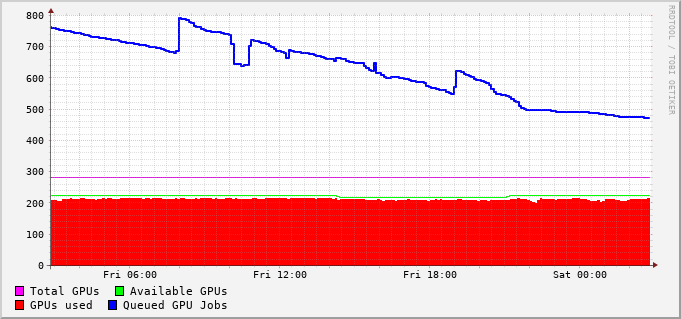 800
700
600
500
400
300
200
100
0
Fri 06:00 Fri 12:00 Fri 18:00 Sat 00:00
Total GPUs Available GPUs
GPUs used Queued GPU Jobs
RRDTOOL / TOBI OETIKER